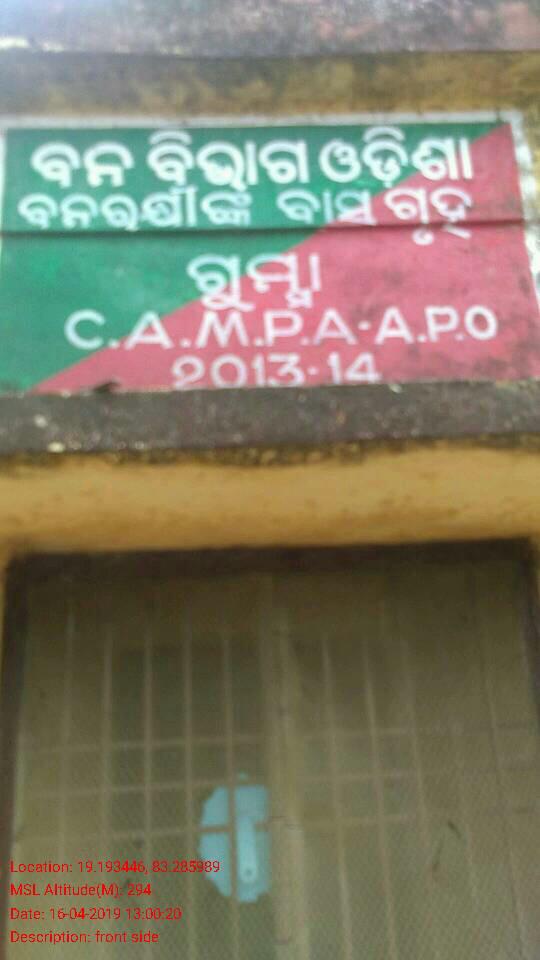 ବନ ବିଭାଗ ଓଡ଼ିଶା
ବନରକ୍ଷୀଙ୍କ ବାସ ଗୃହ
ଗୁମ୍ଫା
C.A.M.P.A-A.P.O
2013-14
Location: 19.193446, 83.285989
MSL Altitude(M): 294
Date: 16-04-2019 13:00:20
Description: front side